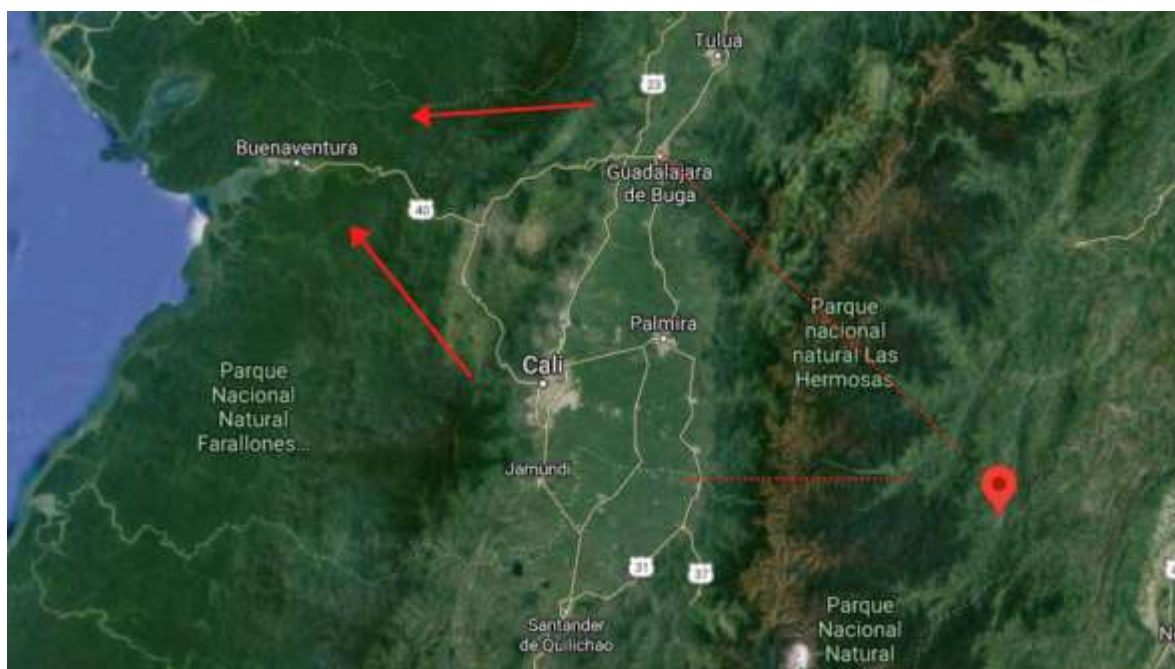 Tuluá
23
Buenaventura
Guadalajara
de Buga
40
Parque
nacional
natural Las
Hermosas
Palmira
Cali
Parque
Nacional
Natural
Farallones...
Jamundí
31
37
Santander
de Quilichao
Parque
Nacional
Natural